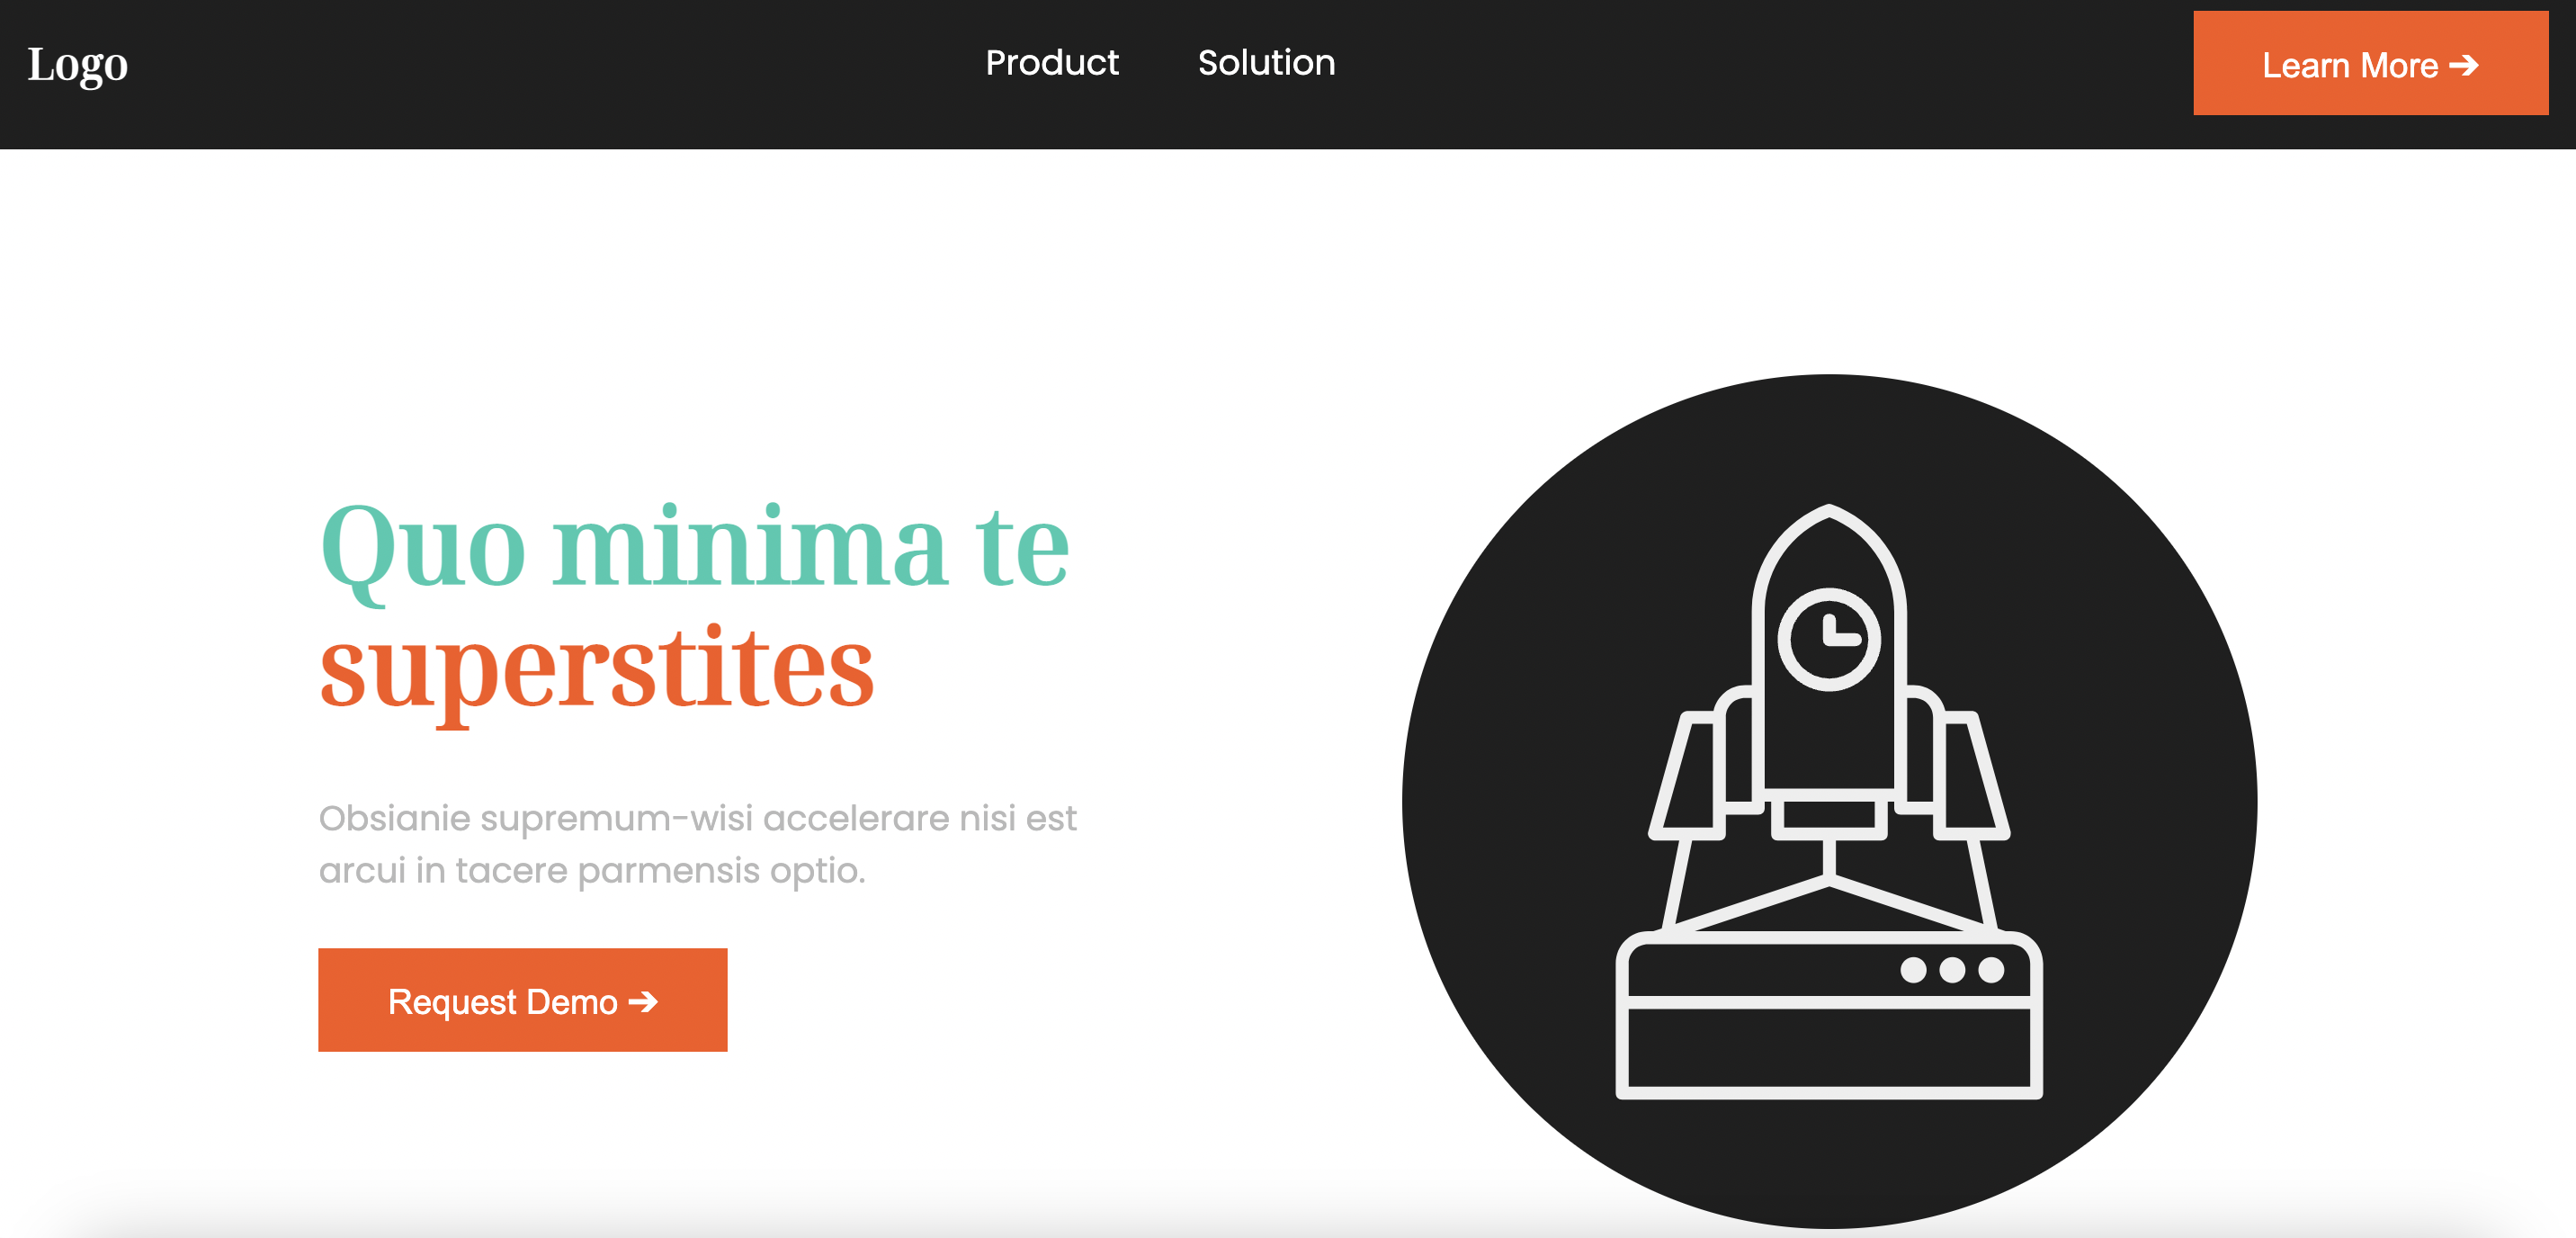 Logo
Product
Solution
Learn More ➔
Quo minima te
superstites
Obsianie supremum-wisi accelerare nisi est
arcui in tacere parmensis optio.
Request Demo ➔